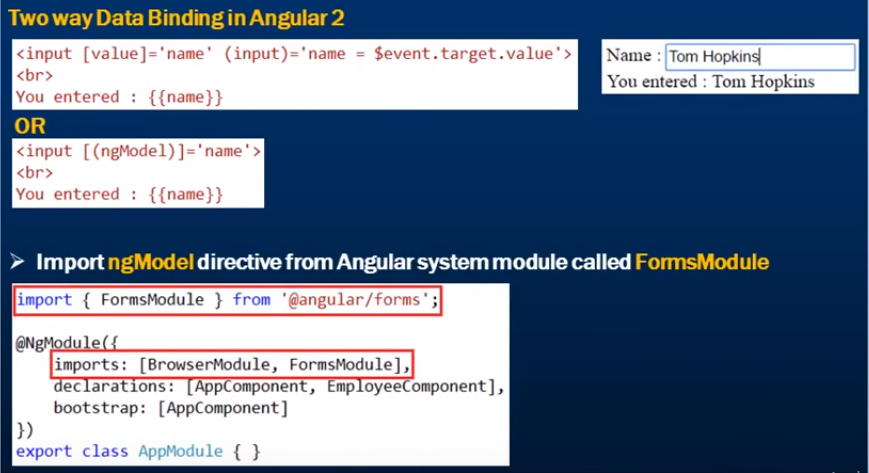 Two way Data Binding in Angular 2
<input [value]='name' (input)='name = $event.target.value'>
<br>
You entered : {{name}}
Name : Tom Hopkins
You entered : Tom Hopkins
OR
<input [(ngModel)]='name'>
<br>
You entered : {{name}}
➤ Import ngModel directive from Angular system module called FormsModule
import { FormsModule } from '@angular/forms';
@NgModule({
imports: [BrowserModule, FormsModule],
declarations: [AppComponent, EmployeeComponent],
bootstrap: [AppComponent]
})
export class AppModule { }